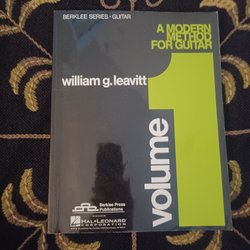 BERKLEE SERIES • GUITAR
A MODERN
METHOD
FOR GUITAR
william g.leavitt
volume
1
Berklee Press
Publications
HAL•LEONARD
CORPORATION